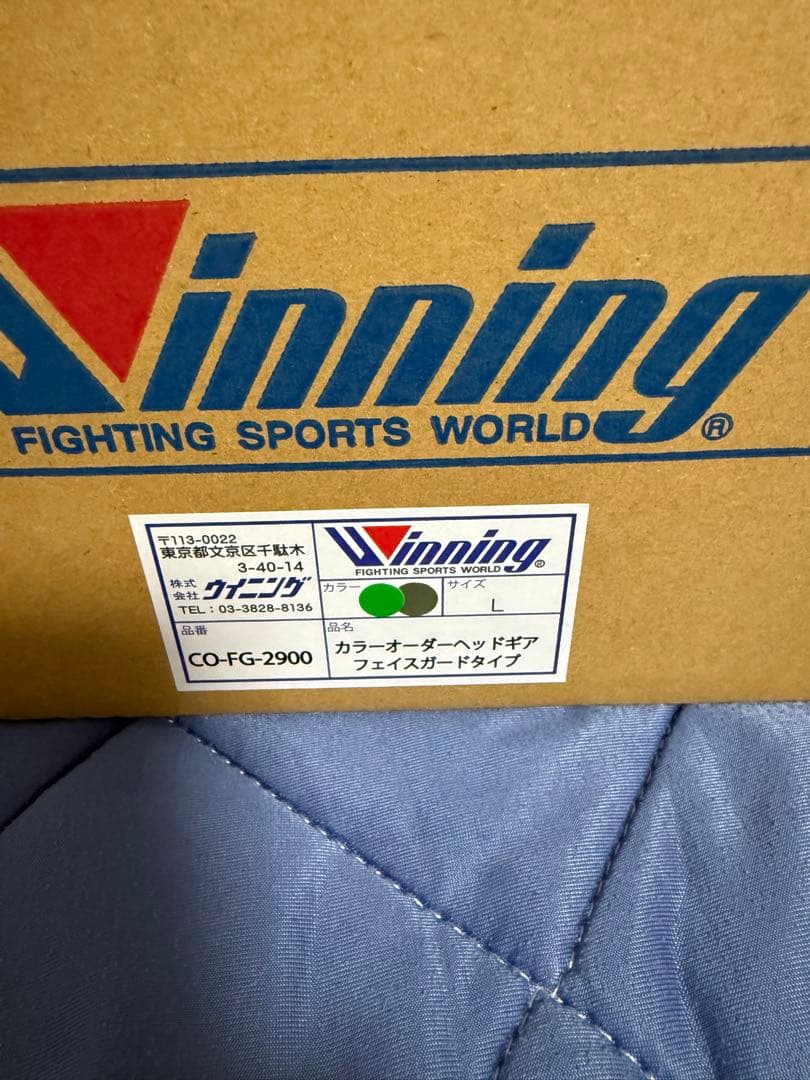 Winning
FIGHTING SPORTS WORLD®
〒113-0022
東京都文京区千駄木
3-40-14
株式会社 ウイニング
TEL：03-3828-8136
Winning
FIGHTING SPORTS WORLD®
カラー
サイズ
L
品番
CO-FG-2900
品名
カラーオーダーヘッドギア
フェイスガードタイプ